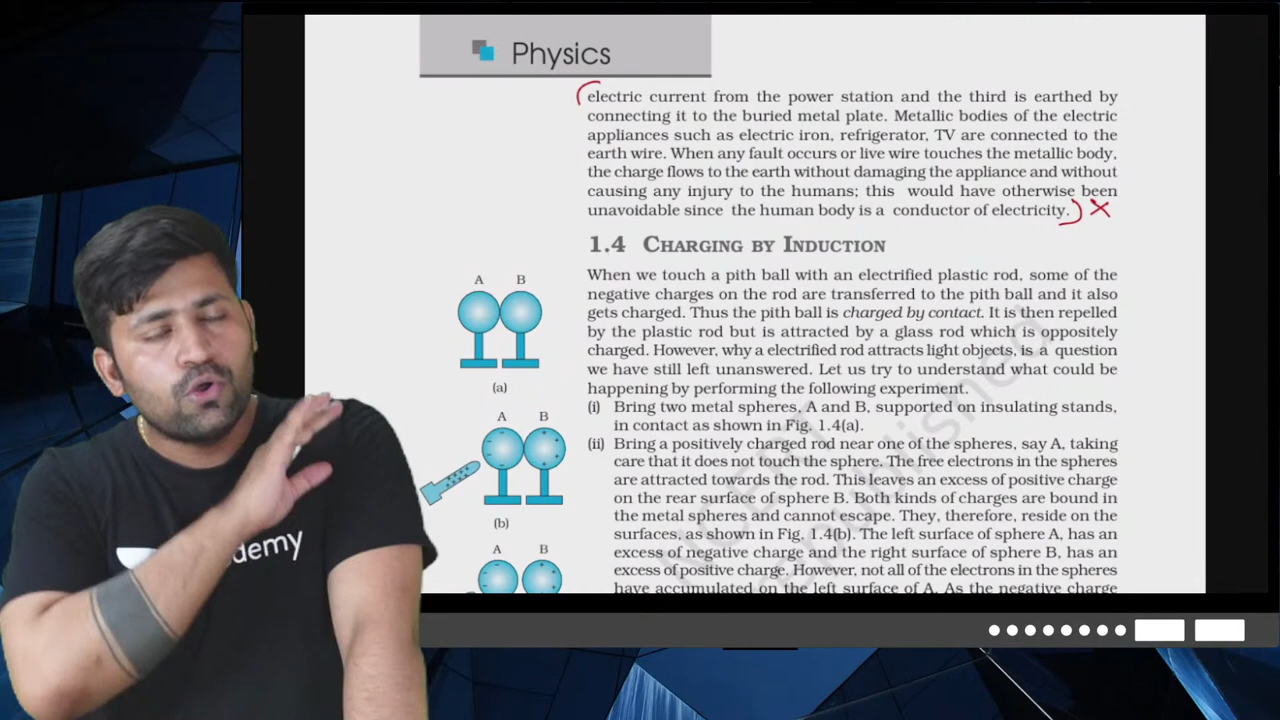 Physics
electric current from the power station and the third is earthed by
connecting it to the buried metal plate. Metallic bodies of the electric
appliances such as electric iron, refrigerator, TV are connected to the
earth wire. When any fault occurs or live wire touches the metallic body,
the charge flows to the earth without damaging the appliance and without
causing any injury to the humans; this would have otherwise been
unavoidable since the human body is a conductor of electricity.
1.4 CHARGING BY INDUCTION
When we touch a pith ball with an electrified plastic rod, some of the
negative charges on the rod are transferred to the pith ball and it also
gets charged. Thus the pith ball is charged by contact. It is then repelled
by the plastic rod but is attracted by a glass rod which is oppositely
charged. However, why a electrified rod attracts light objects, is a question
we have still left unanswered. Let us try to understand what could be
happening by performing the following experiment.
(i) Bring two metal spheres, A and B, supported on insulating stands,
in contact as shown in Fig. 1.4(a).
(ii) Bring a positively charged rod near one of the spheres, say A, taking
care that it does not touch the sphere. The free electrons in the spheres
are attracted towards the rod. This leaves an excess of positive charge
on the rear surface of sphere B. Both kinds of charges are bound in
the metal spheres and cannot escape. They, therefore, reside on the
surfaces, as shown in Fig. 1.4(b). The left surface of sphere A, has an
excess of negative charge and the right surface of sphere B, has an
excess of positive charge. However, not all of the electrons in the spheres
have accumulated on the left surface of A. As the negative charge
A B
(a)
A B
(b)
A B
demy
NCERT
published